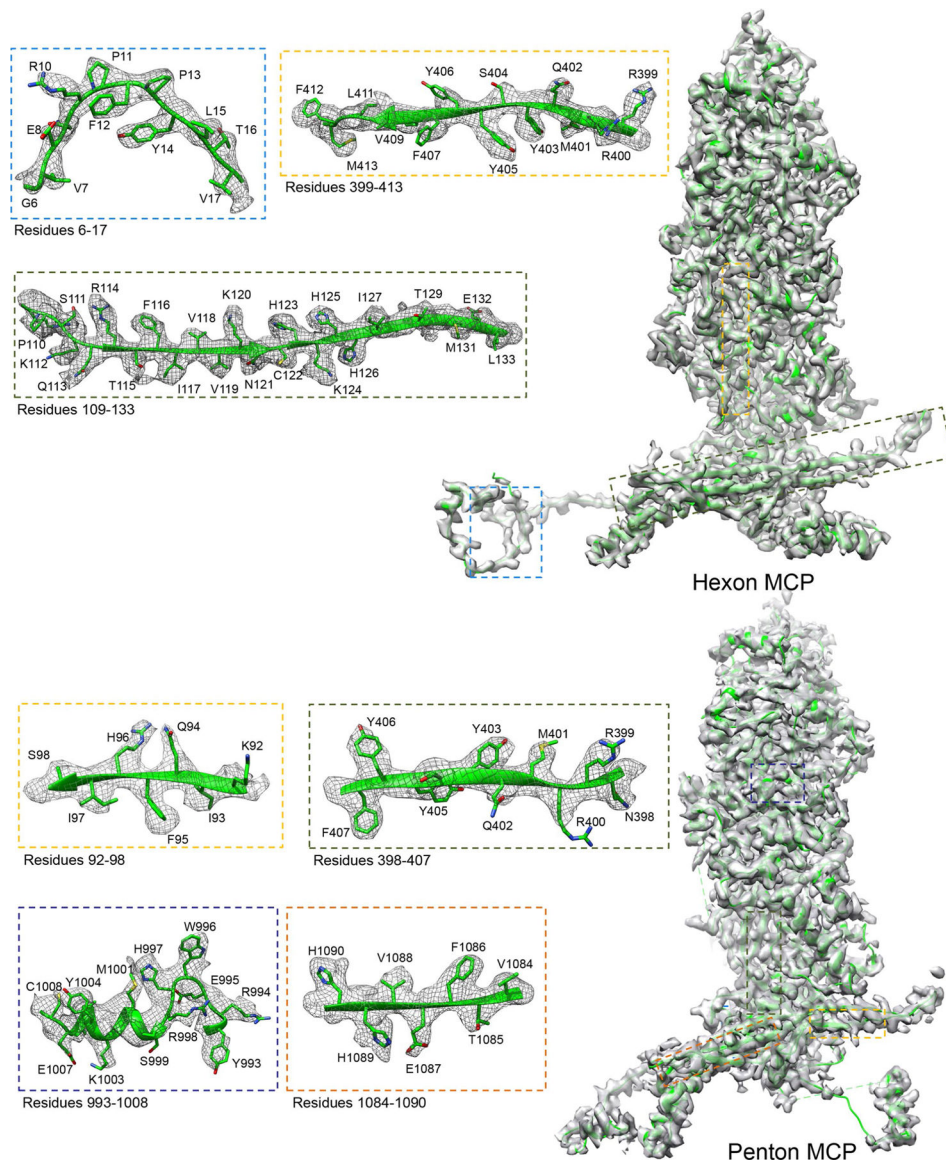 P11
R10
P13
L15
E8
F12
T16
Y14
V7
V17
G6
Residues 6-17
Y406
S404
Q402
R399
F412
L411
V409
Y403
M401
R400
M413
F407
Y405
Residues 399-413
R114
K120
S111
F116
H123
H125
I127
T129
E132
V118
P110
M131
L133
K112
H126
Q113
T115
I117
V119
N121
C122
K124
Residues 109-133
Hexon MCP
Q94
H96
K92
S98
I97
I93
F95
Residues 92-98
Y406
Y403
M401
R399
Y405
N398
F407
Q402
R400
Residues 398-407
W996
H997
M1001
E995
Y1004
C1008
R994
R998
E1007
S999
Y993
K1003
Residues 993-1008
F1086
H1090
V1088
V1084
T1085
H1089
E1087
Residues 1084-1090
Penton MCP